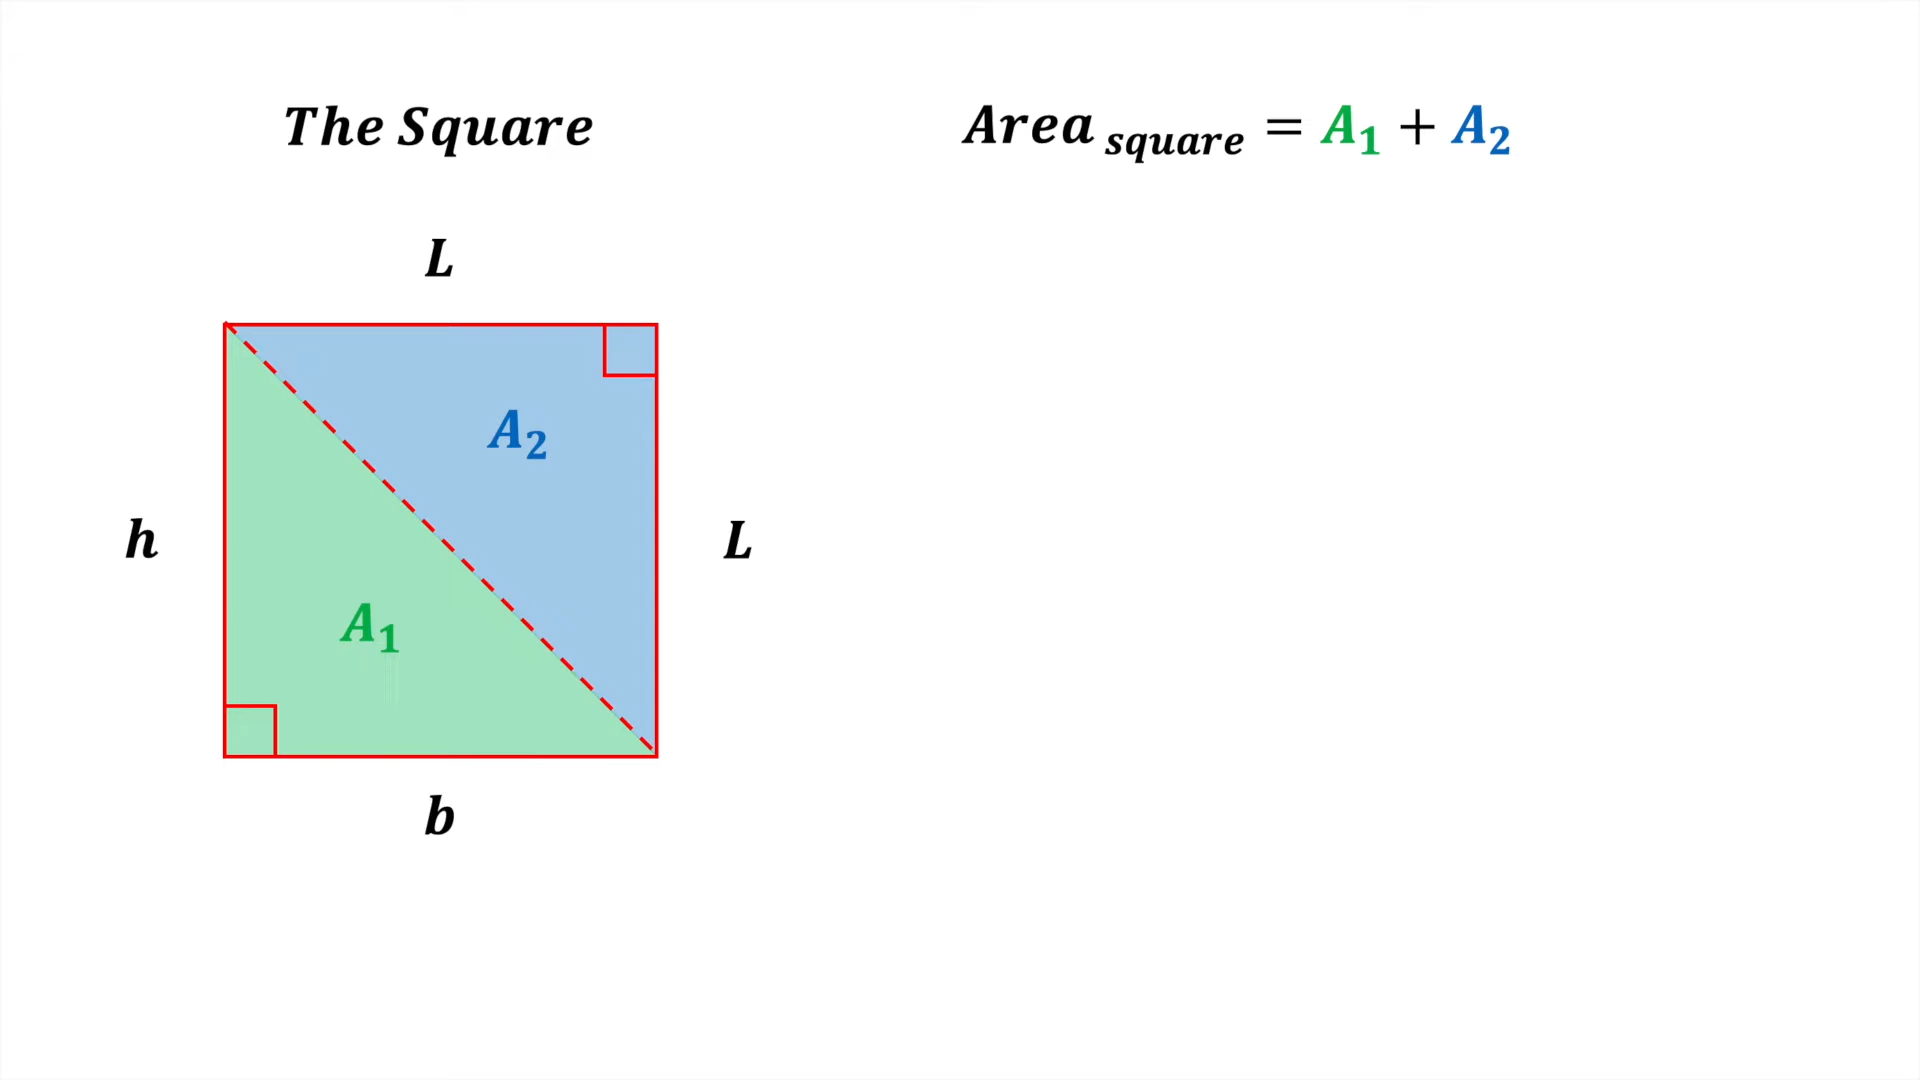 The Square
Area square = A₁ + A₂
L
A₂
h
L
A₁
b